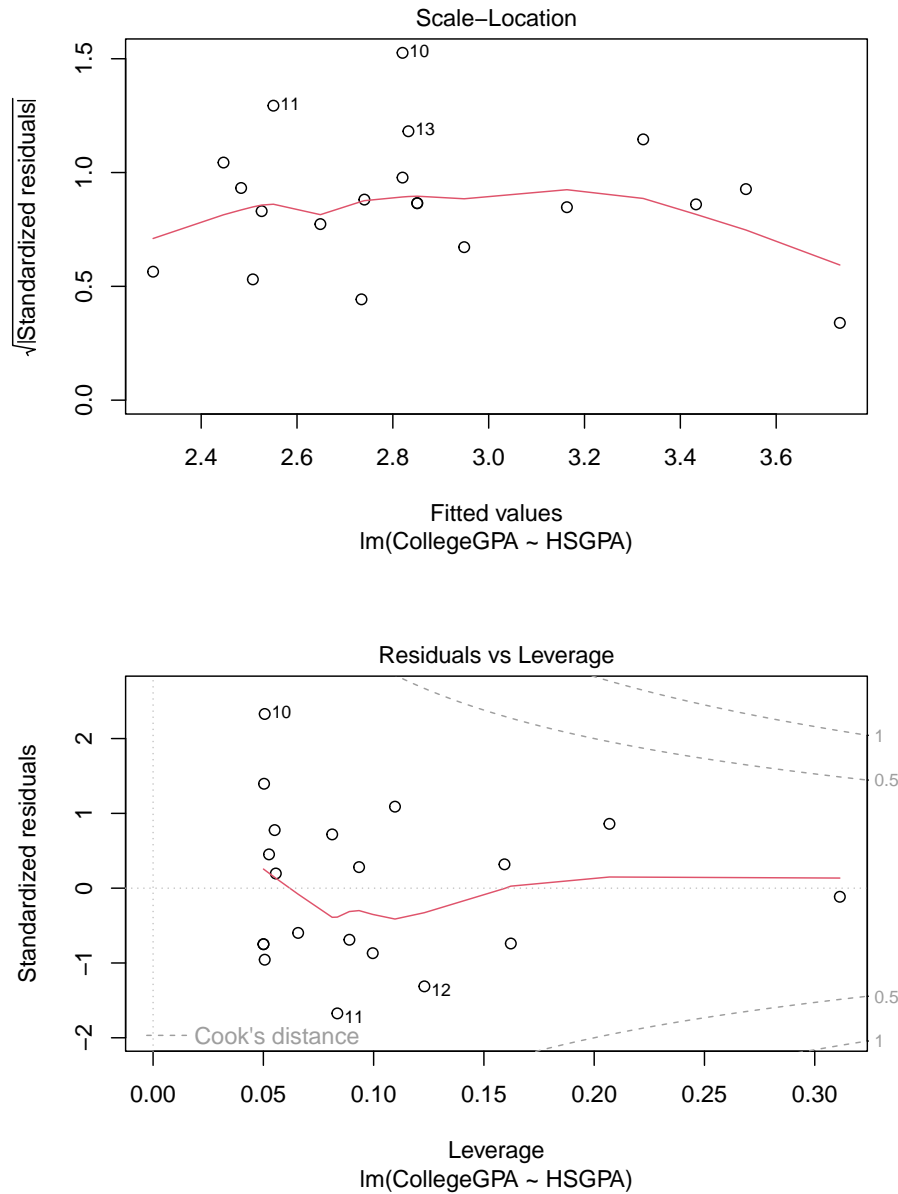 Scale−Location
1.5
1.0
0.5
0.0
√|Standardized residuals|
10
11
13
2.4 2.6 2.8 3.0 3.2 3.4 3.6
Fitted values
lm(CollegeGPA ~ HSGPA)
Residuals vs Leverage
2
1
0
−1
−2
Standardized residuals
10
12
11
1
0.5
0.5
1
Cook's distance
0.00 0.05 0.10 0.15 0.20 0.25 0.30
Leverage
lm(CollegeGPA ~ HSGPA)